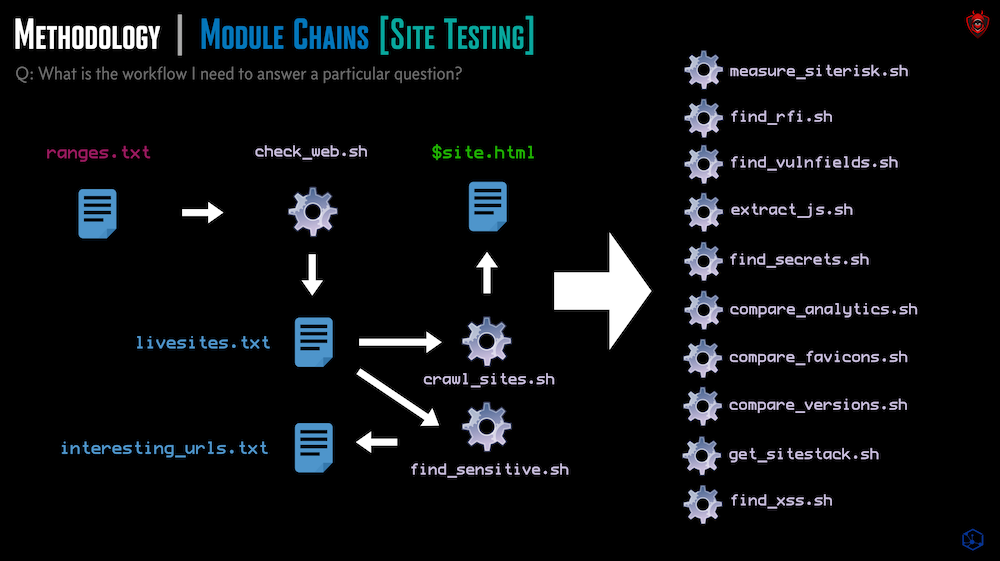 METHODOLOGY | MODULE CHAINS [SITE TESTING]
Q: What is the workflow I need to answer a particular question?
ranges.txt
check_web.sh
$site.html
livesites.txt
crawl_sites.sh
interesting_urls.txt
find_sensitive.sh
measure_siterisk.sh
find_rfi.sh
find_vulnfields.sh
extract_js.sh
find_secrets.sh
compare_analytics.sh
compare_favicons.sh
compare_versions.sh
get_sitestack.sh
find_xss.sh